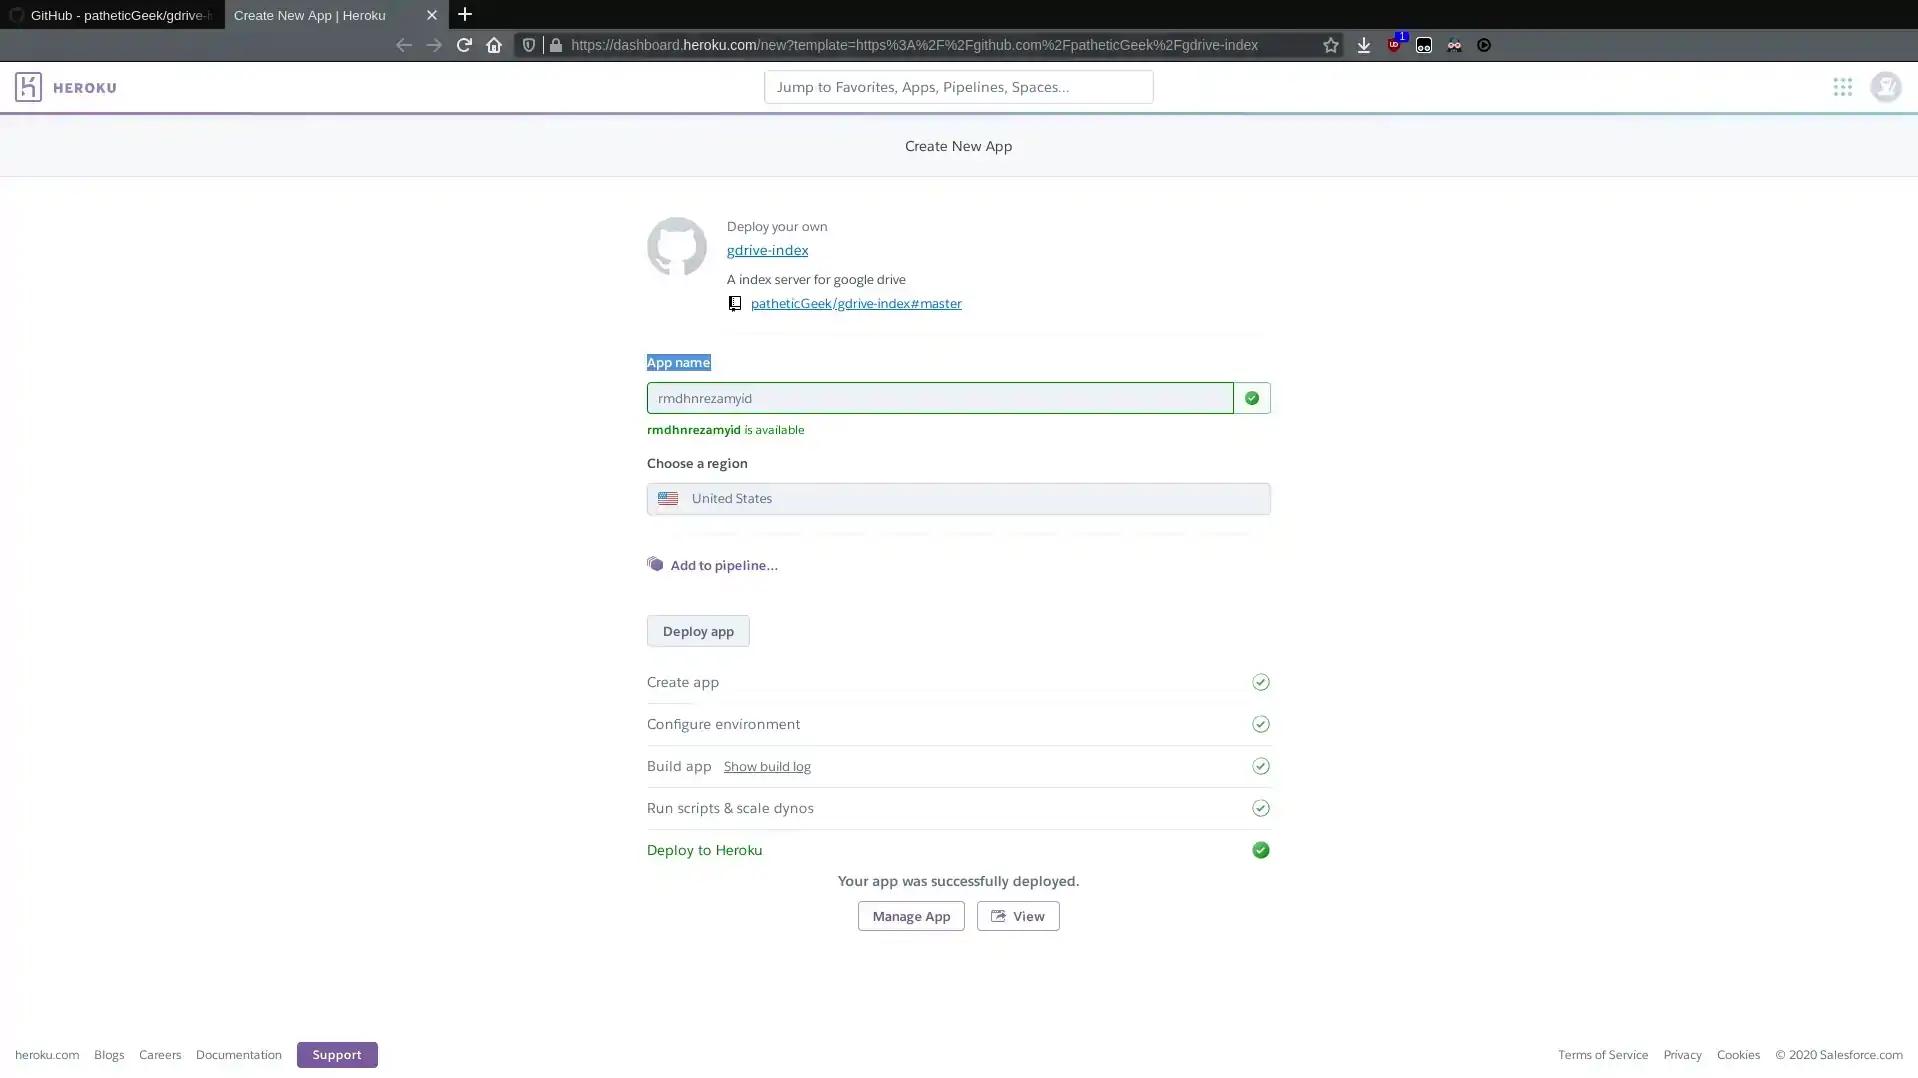 GitHub - patheticGeek/gdrive-i
Create New App | Heroku
https://dashboard.heroku.com/new?template=https%3A%2F%2Fgithub.com%2FpatheticGeek%2Fgdrive-index
1
HEROKU
Jump to Favorites, Apps, Pipelines, Spaces...
Create New App
Deploy your own
gdrive-index
A index server for google drive
patheticGeek/gdrive-index#master
App name
rmdhnrezamyid
rmdhnrezamyid is available
Choose a region
United States
Add to pipeline...
Deploy app
Create app
Configure environment
Build app Show build log
Run scripts & scale dynos
Deploy to Heroku
Your app was successfully deployed.
Manage App
View
heroku.com Blogs Careers Documentation Support
Terms of Service Privacy Cookies © 2020 Salesforce.com